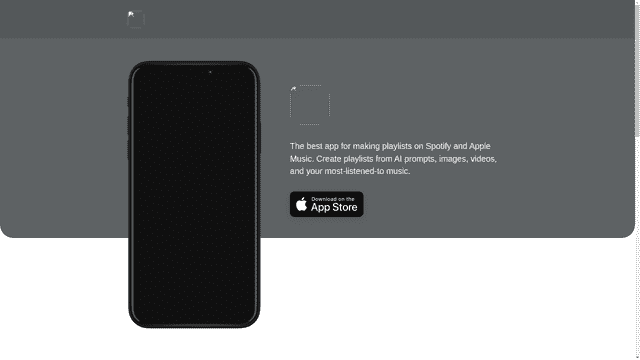 The best app for making playlists on Spotify and Apple
Music. Create playlists from AI prompts, images, videos,
and your most-listened-to music.
Download on the
App Store